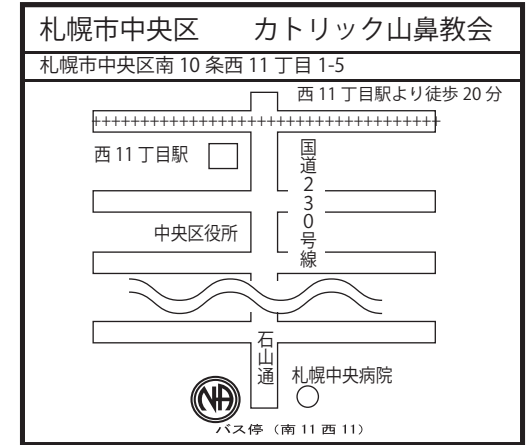 札幌市中央区　　カトリック山鼻教会
札幌市中央区南 10 条西 11 丁目 1-5
西 11 丁目駅より徒歩 20 分
西 11 丁目駅
国道230号線
中央区役所
石山通
札幌中央病院
NA
バス停（南 11 西 11）